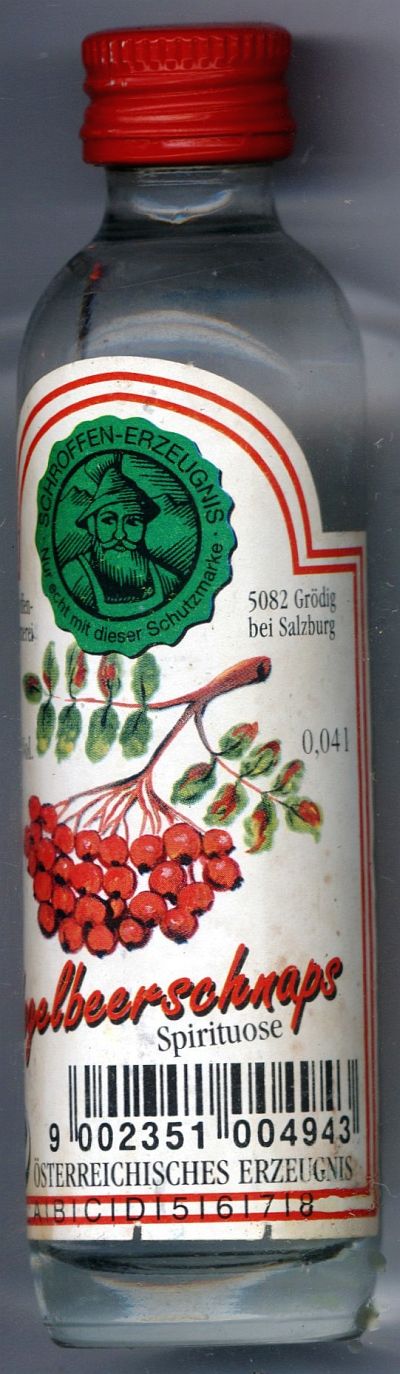 SCHROFFEN-ERZEUGNIS
Nur echt mit dieser Schutzmarke
5082 Grödig
bei Salzburg
0,04 l
gelbeerschnaps
Spirituose
9 002351 004943
ÖSTERREICHISCHES ERZEUGNIS
A|B|C|D|5|6|7|8